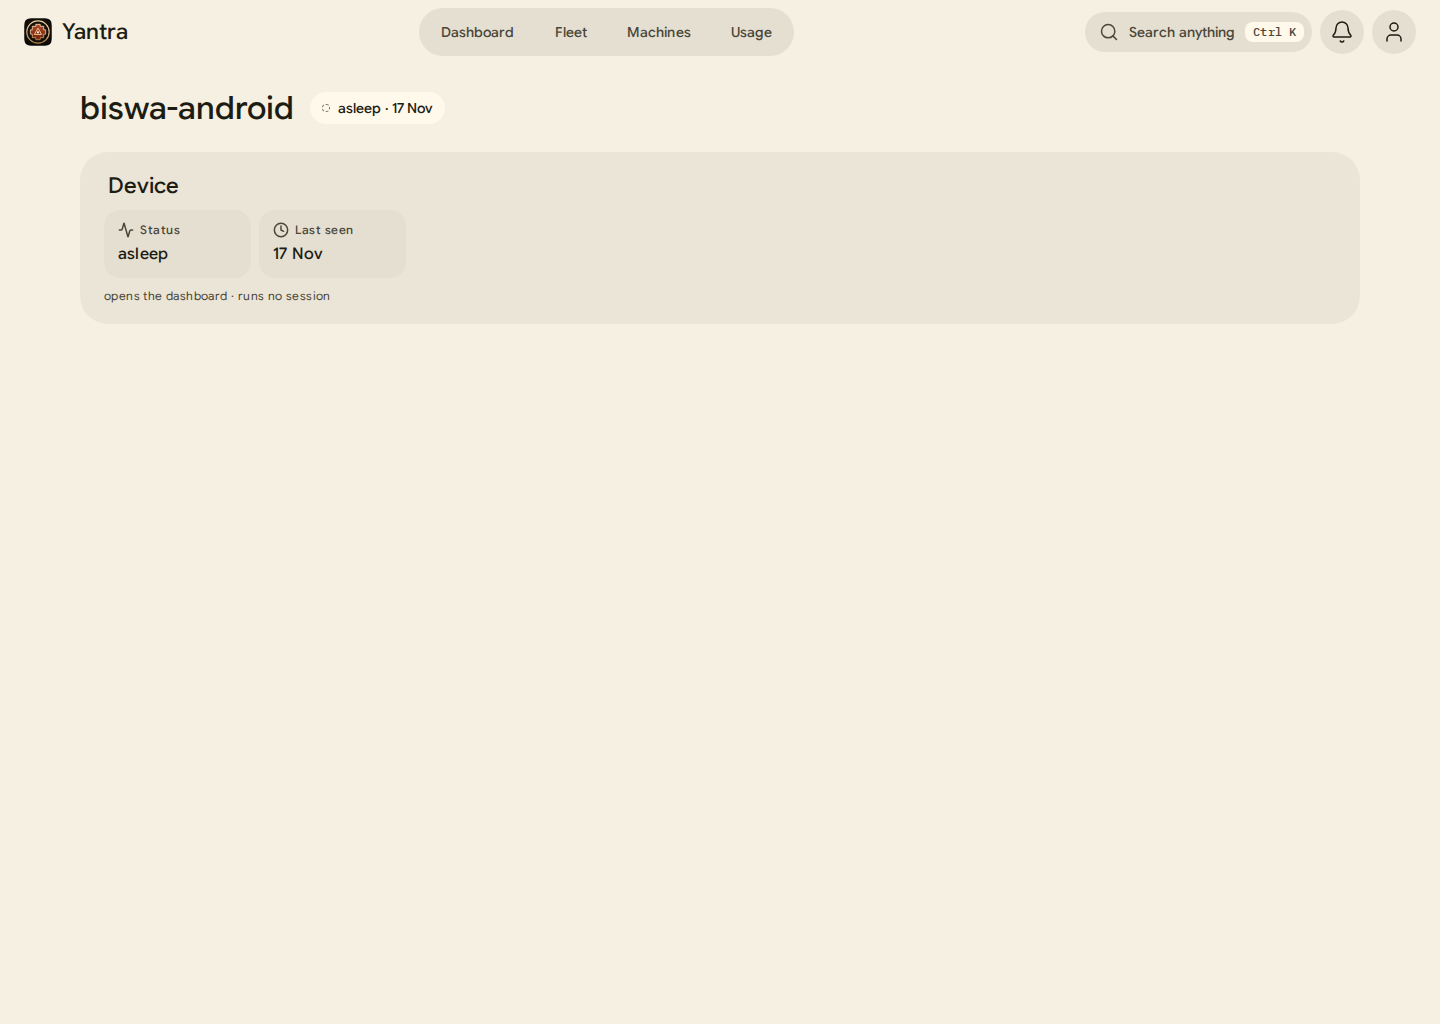 Yantra
Dashboard Fleet Machines Usage
Search anything Ctrl K
biswa-android
asleep · 17 Nov
Device
Status
asleep
Last seen
17 Nov
opens the dashboard · runs no session